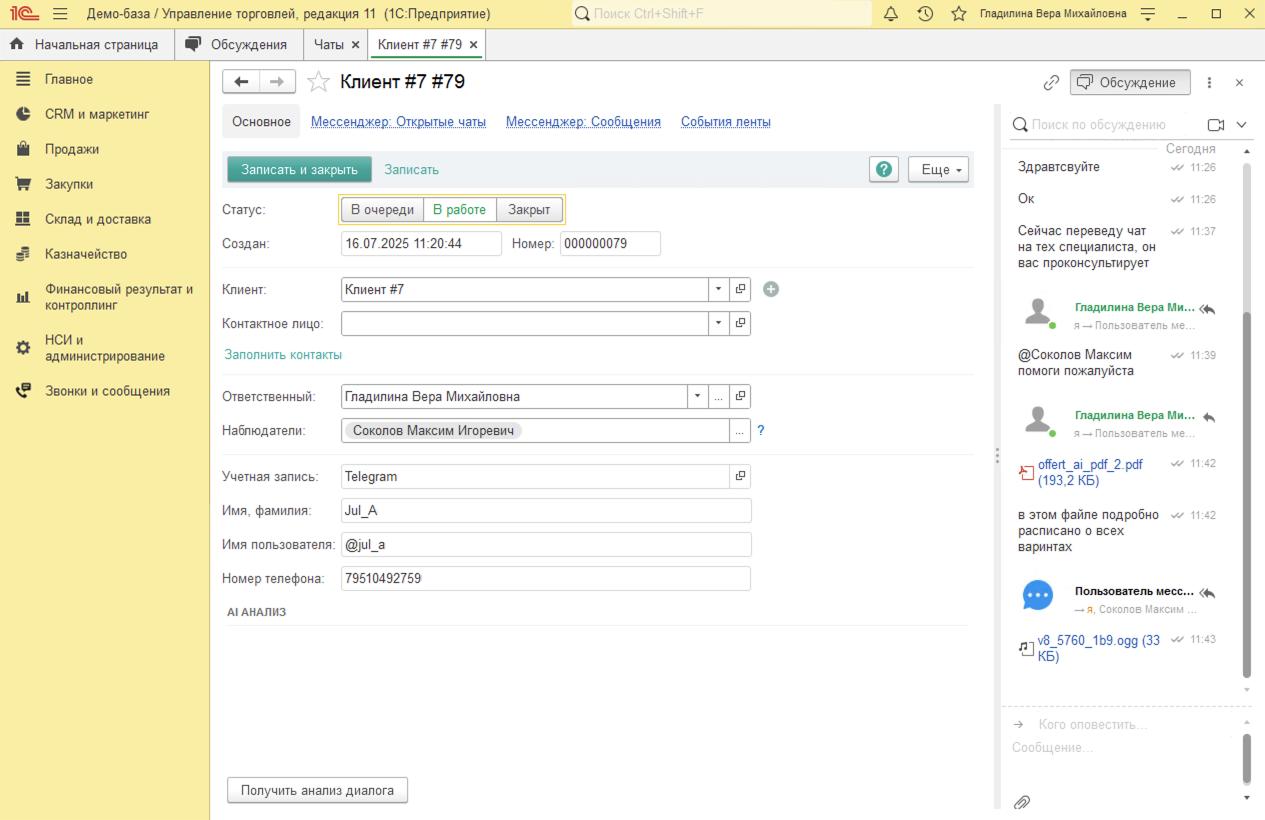 1С Демо-база / Управление торговлей, редакция 11 (1С:Предприятие) Поиск Ctrl+Shift+F Гладилина Вера Михайловна
Начальная страница Обсуждения Чаты × Клиент #7 #79 ×
Главное
CRM и маркетинг
Продажи
Закупки
Склад и доставка
Казначейство
Финансовый результат и
контроллинг
НСИ и
администрирование
Звонки и сообщения
Клиент #7 #79
Основное Мессенджер: Открытые чаты Мессенджер: Сообщения События ленты
Записать и закрыть Записать ? Еще
Статус: В очереди В работе Закрыт
Создан: 16.07.2025 11:20:44 Номер: 000000079
Клиент: Клиент #7
Контактное лицо:
Заполнить контакты
Ответственный: Гладилина Вера Михайловна ...
Наблюдатели: Соколов Максим Игоревич ... ?
Учетная запись: Telegram
Имя, фамилия: Jul_A
Имя пользователя: @jul_a
Номер телефона: 79510492759
AI АНАЛИЗ
Получить анализ диалога
Обсуждение
Поиск по обсуждению
Сегодня
Здравтсвуйте 11:26
Ок 11:26
Сейчас переведу чат 11:37
на тех специалиста, он
вас проконсультирует
Гладилина Вера Ми...
я → Пользователь ме...
@Соколов Максим 11:39
помоги пожалуйста
Гладилина Вера Ми...
я → Пользователь ме...
offert_ai_pdf_2.pdf 11:42
(193,2 КБ)
в этом файле подробно 11:42
расписано о всех
варинтах
Пользователь месс...
→ я, Соколов Максим ...
v8_5760_1b9.ogg (33 11:43
КБ)
Кого оповестить...
Сообщение...